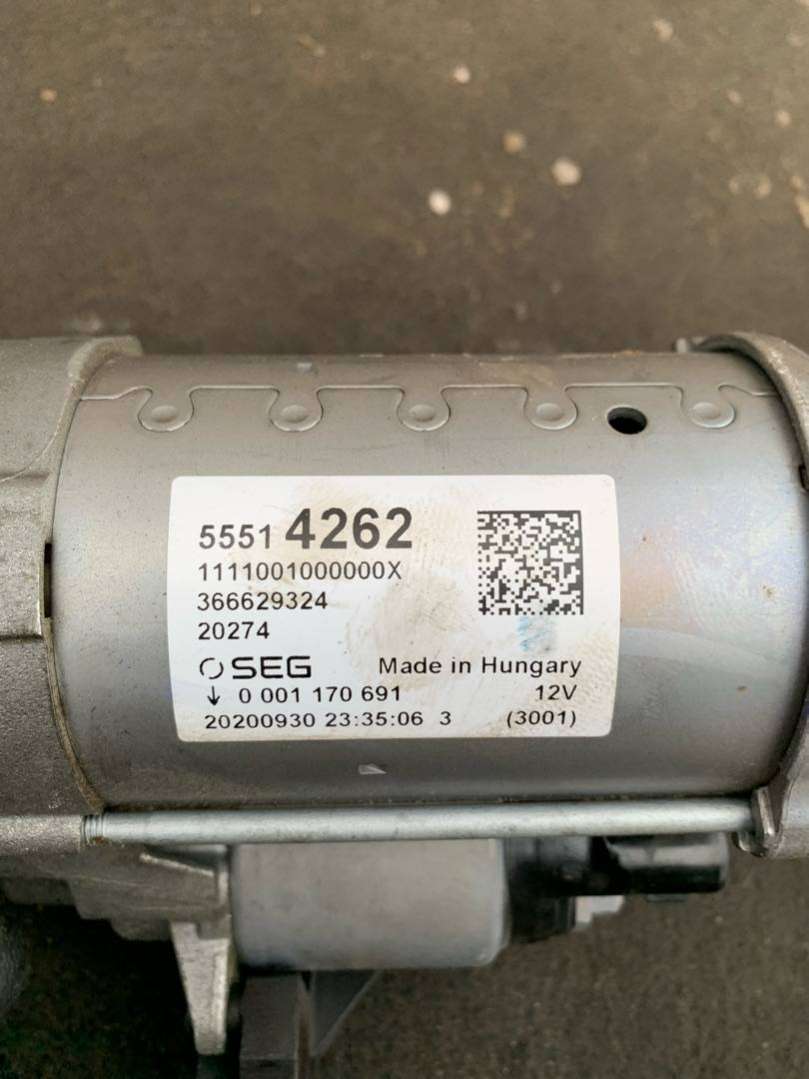 5551 4262
1111001000000X
366629324
20274
SEG Made in Hungary
↓ 0 001 170 691 12V
20200930 23:35:06 3 (3001)